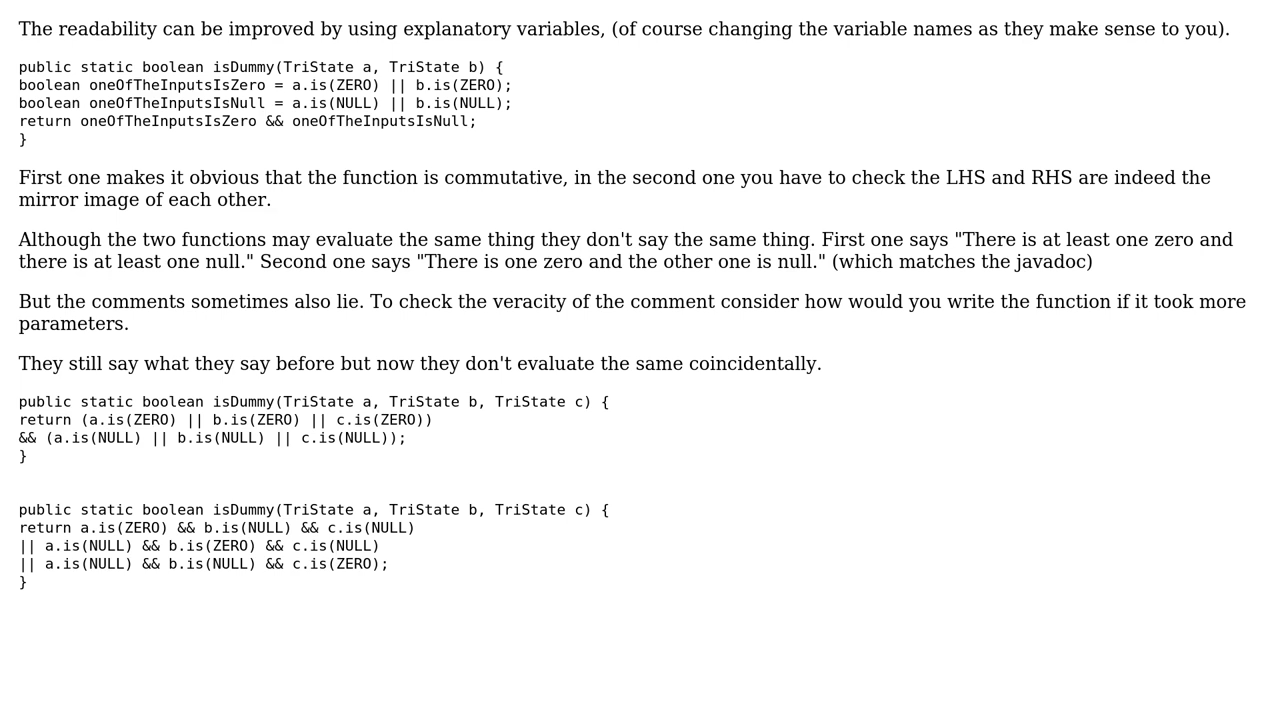 The readability can be improved by using explanatory variables, (of course changing the variable names as they make sense to you).
public static boolean isDummy(TriState a, TriState b) {
boolean oneOfTheInputsIsZero = a.is(ZERO) || b.is(ZERO);
boolean oneOfTheInputsIsNull = a.is(NULL) || b.is(NULL);
return oneOfTheInputsIsZero && oneOfTheInputsIsNull;
}
First one makes it obvious that the function is commutative, in the second one you have to check the LHS and RHS are indeed the
mirror image of each other.
Although the two functions may evaluate the same thing they don't say the same thing. First one says "There is at least one zero and
there is at least one null." Second one says "There is one zero and the other one is null." (which matches the javadoc)
But the comments sometimes also lie. To check the veracity of the comment consider how would you write the function if it took more
parameters.
They still say what they say before but now they don't evaluate the same coincidentally.
public static boolean isDummy(TriState a, TriState b, TriState c) {
return (a.is(ZERO) || b.is(ZERO) || c.is(ZERO))
&& (a.is(NULL) || b.is(NULL) || c.is(NULL));
}
public static boolean isDummy(TriState a, TriState b, TriState c) {
return a.is(ZERO) && b.is(NULL) && c.is(NULL)
|| a.is(NULL) && b.is(ZERO) && c.is(NULL)
|| a.is(NULL) && b.is(NULL) && c.is(ZERO);
}